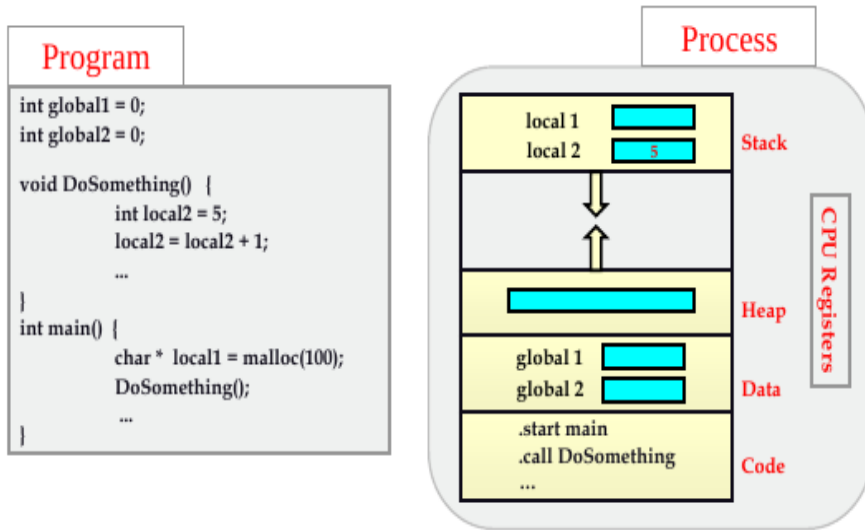 Program
int global1 = 0;
int global2 = 0;
void DoSomething() {
int local2 = 5;
local2 = local2 + 1;
...
}
int main() {
char * local1 = malloc(100);
DoSomething();
...
}
Process
local 1
local 2 5
Stack
Heap
global 1
global 2
Data
.start main
.call DoSomething
...
Code
CPU Registers